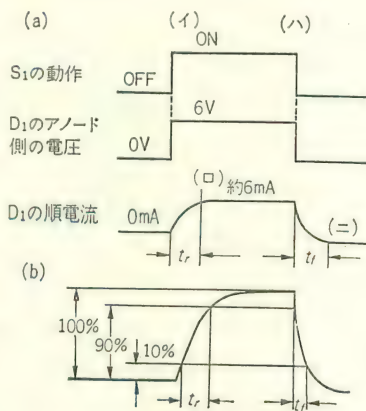 (a) (イ) (ハ)
ON
S₁の動作 OFF
D₁のアノード 6V
側の電圧 0V
(ロ) 約6mA
D₁の順電流 0mA (ニ)
tr tf
(b)
100%
90% 10%
tr tf